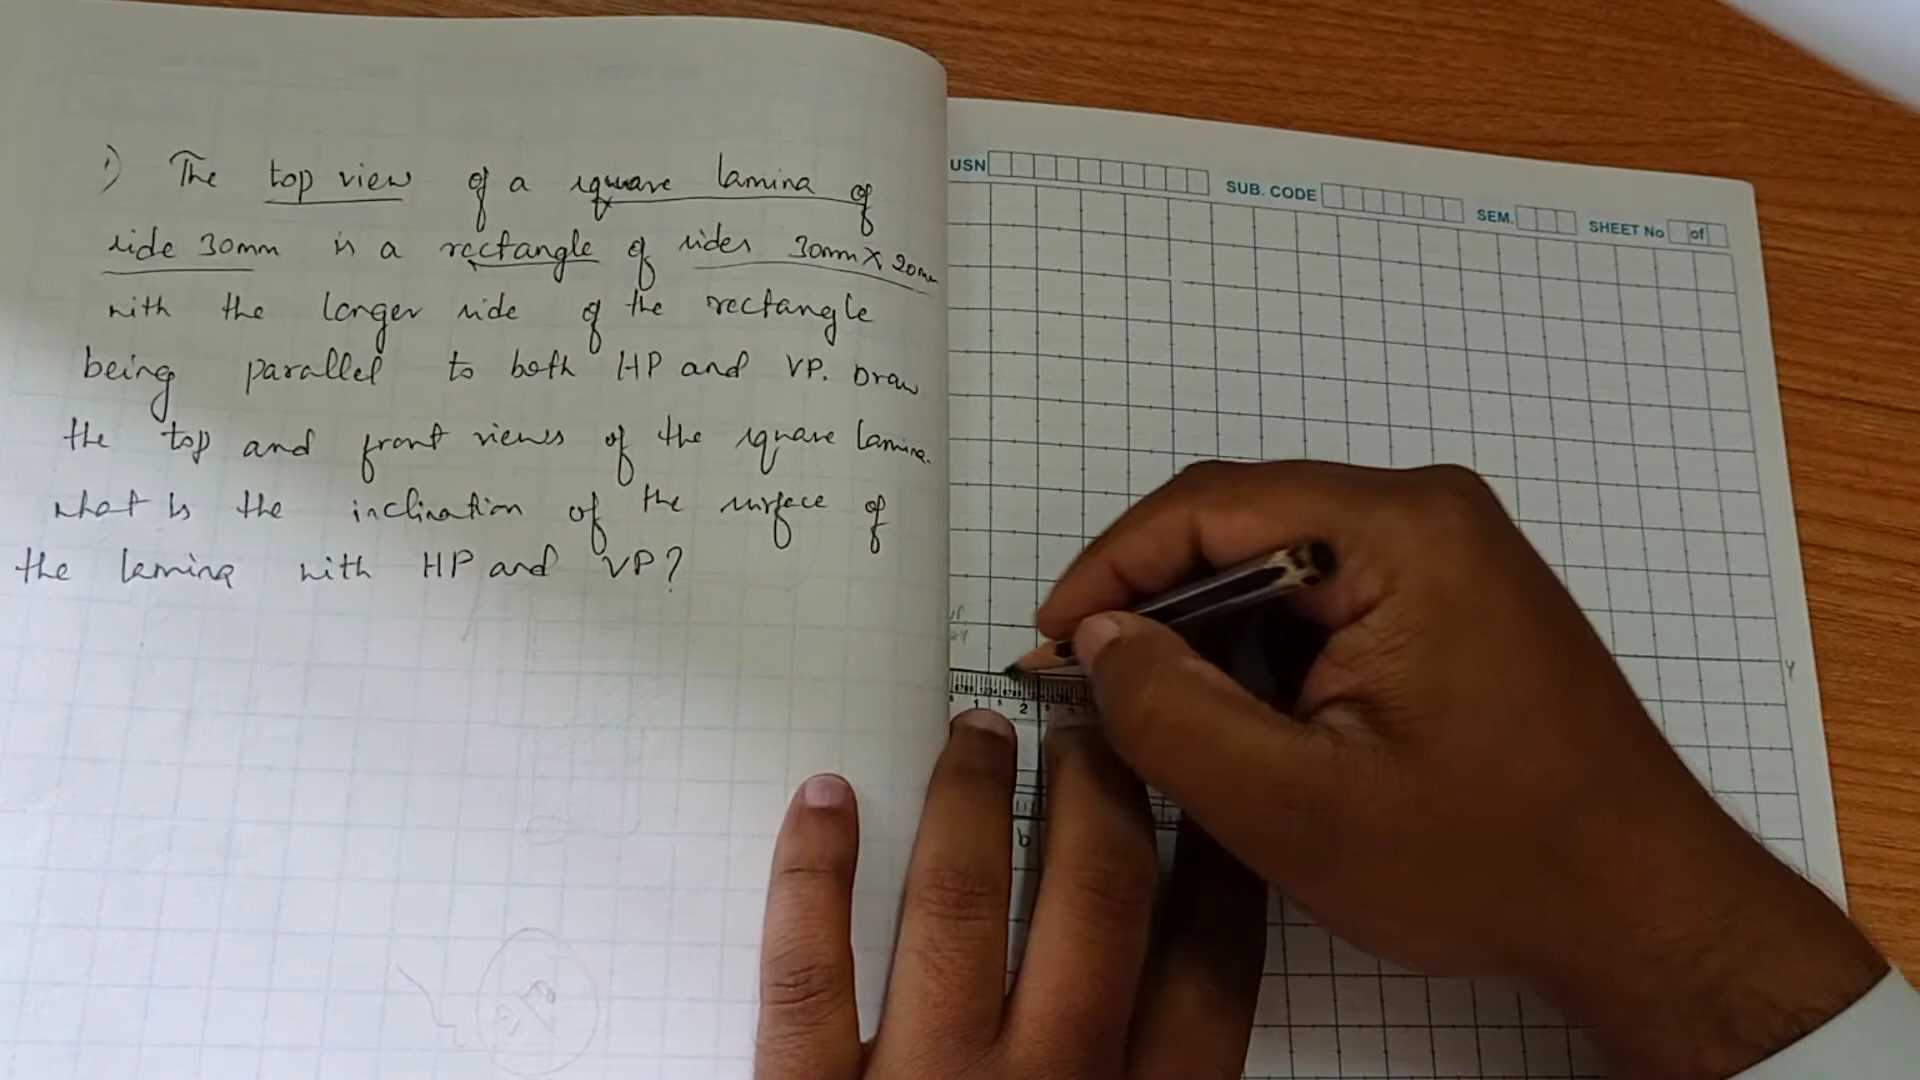 1) The top view of a square lamina of
side 30mm is a rectangle of sides 30mm X 20mm
with the longer side of the rectangle
being parallel to both HP and VP. Draw
the top and front views of the square lamina.
what is the inclination of the surface of
the lamina with HP and VP?
USN SUB. CODE SEM. SHEET No of
Y
1 2
b